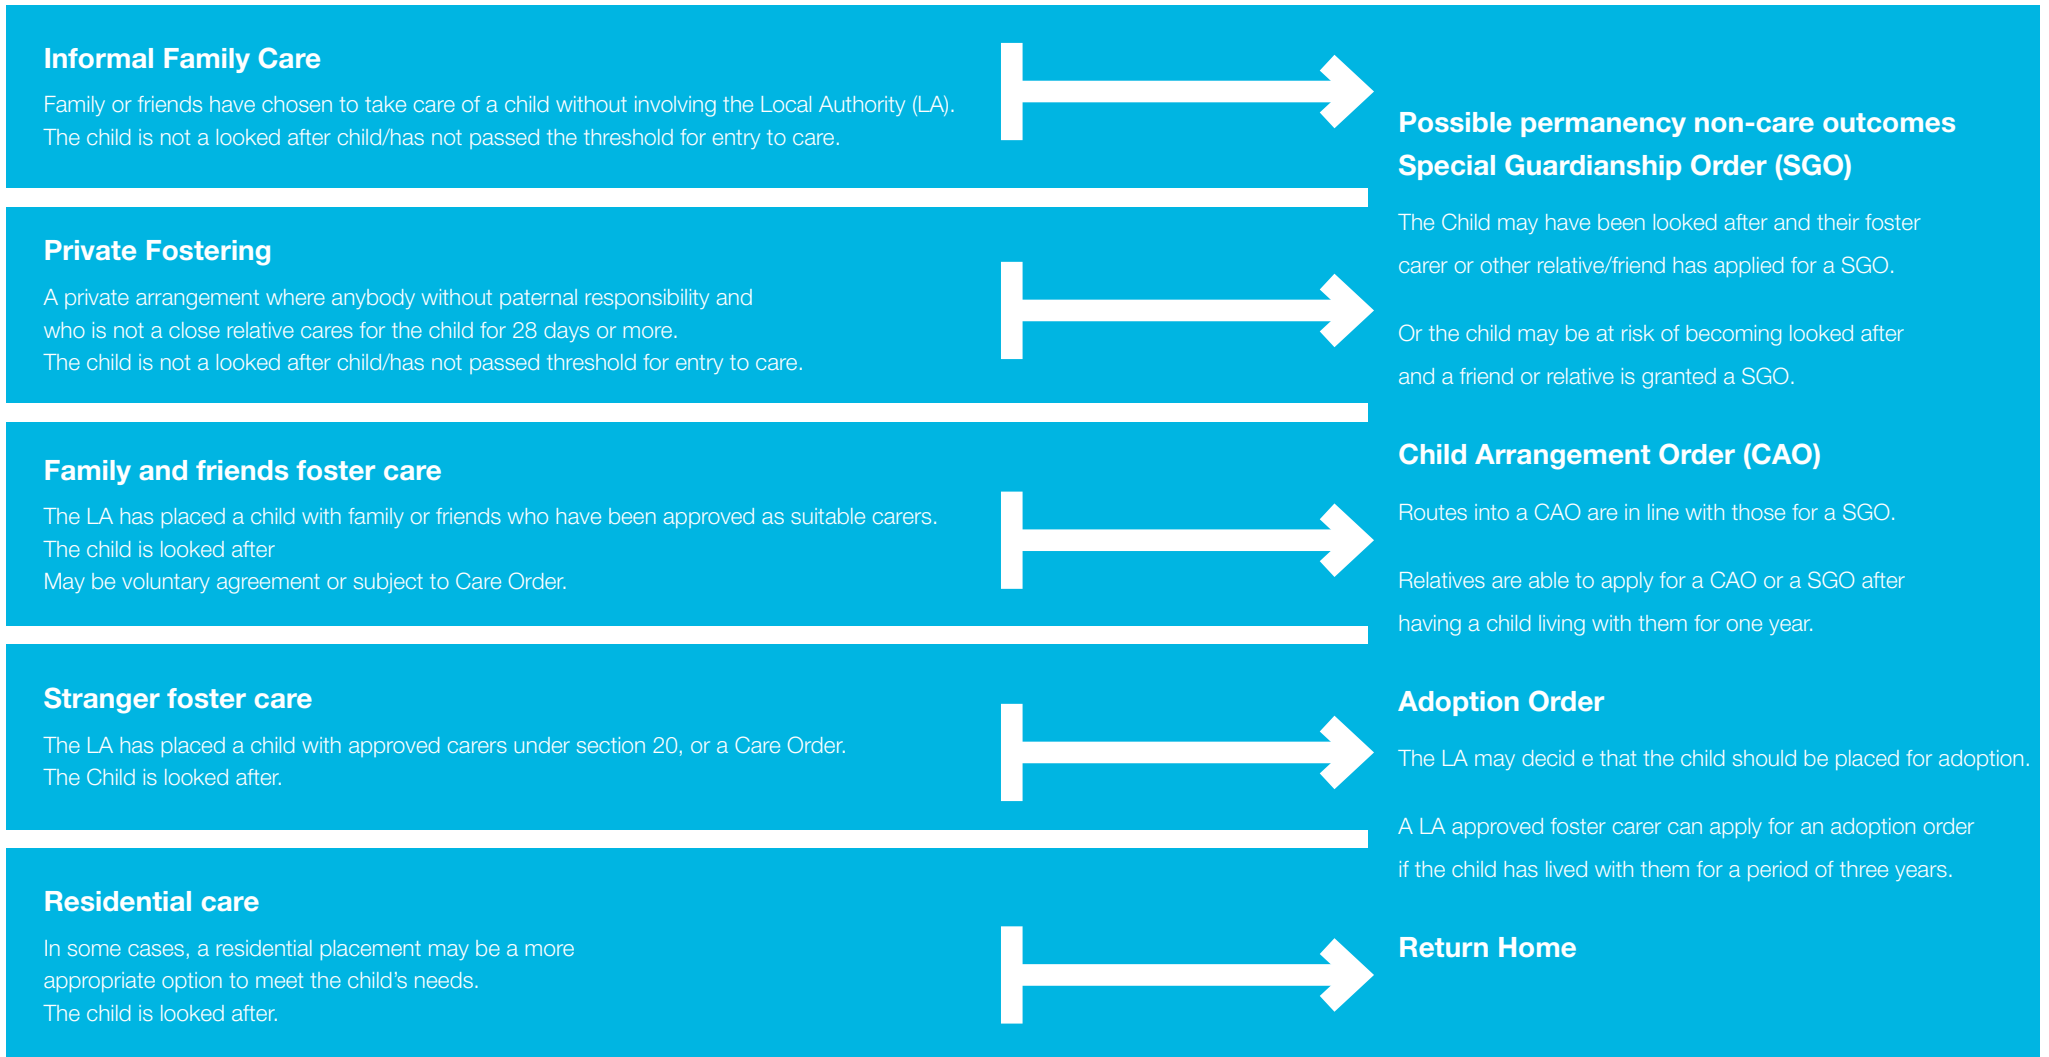 Informal Family Care
Family or friends have chosen to take care of a child without involving the Local Authority (LA).
The child is not a looked after child/has not passed the threshold for entry to care.
Private Fostering
A private arrangement where anybody without paternal responsibility and
who is not a close relative cares for the child for 28 days or more.
The child is not a looked after child/has not passed threshold for entry to care.
Family and friends foster care
The LA has placed a child with family or friends who have been approved as suitable carers.
The child is looked after
May be voluntary agreement or subject to Care Order.
Stranger foster care
The LA has placed a child with approved carers under section 20, or a Care Order.
The Child is looked after.
Residential care
In some cases, a residential placement may be a more
appropriate option to meet the child’s needs.
The child is looked after.
Possible permanency non-care outcomes
Special Guardianship Order (SGO)
The Child may have been looked after and their foster
carer or other relative/friend has applied for a SGO.
Or the child may be at risk of becoming looked after
and a friend or relative is granted a SGO.
Child Arrangement Order (CAO)
Routes into a CAO are in line with those for a SGO.
Relatives are able to apply for a CAO or a SGO after
having a child living with them for one year.
Adoption Order
The LA may decid e that the child should be placed for adoption.
A LA approved foster carer can apply for an adoption order
if the child has lived with them for a period of three years.
Return Home